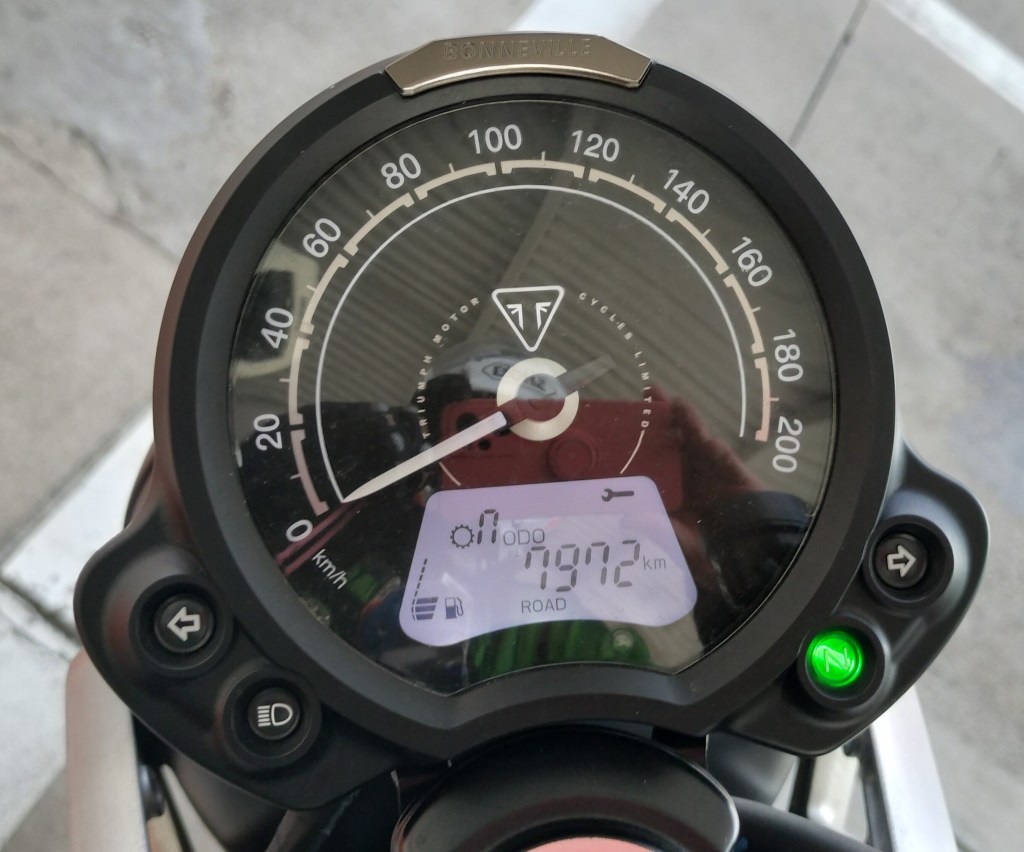 BONNEVILLE
0
20
40
60
80
100
120
140
160
180
200
km/h
TRIUMPH MOTOR
CYCLES LIMITED
N ODO
7972 km
ROAD
N